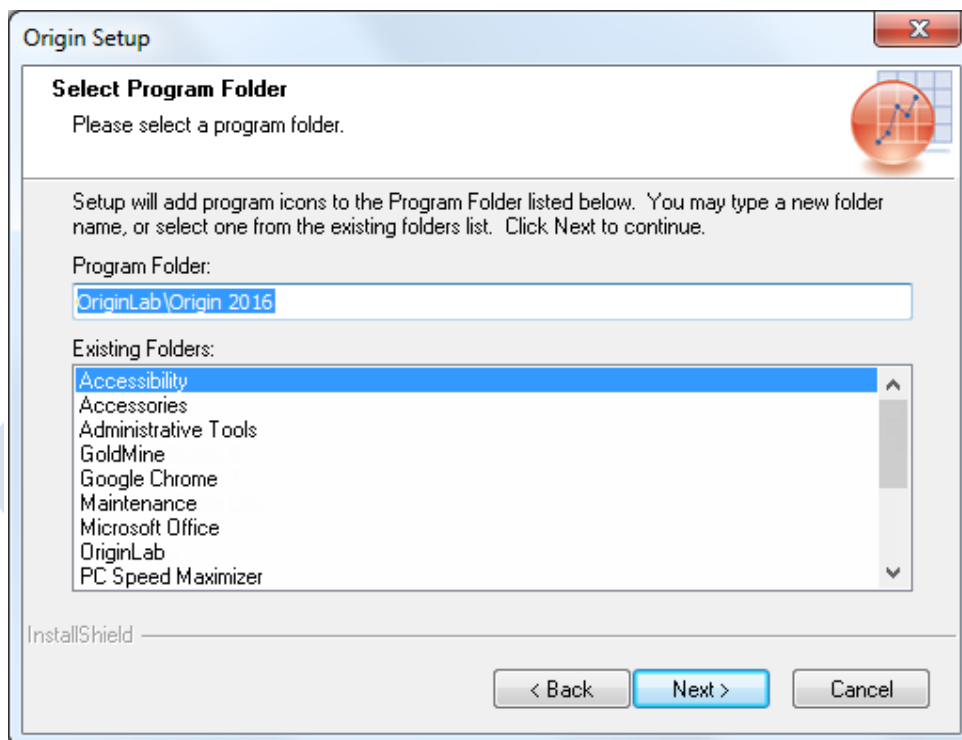 Origin Setup
Select Program Folder
Please select a program folder.
Setup will add program icons to the Program Folder listed below.  You may type a new folder
name, or select one from the existing folders list.  Click Next to continue.
Program Folder:
OriginLab\Origin 2016
Existing Folders:
Accessibility
Accessories
Administrative Tools
GoldMine
Google Chrome
Maintenance
Microsoft Office
OriginLab
PC Speed Maximizer
InstallShield
< Back
Next >
Cancel